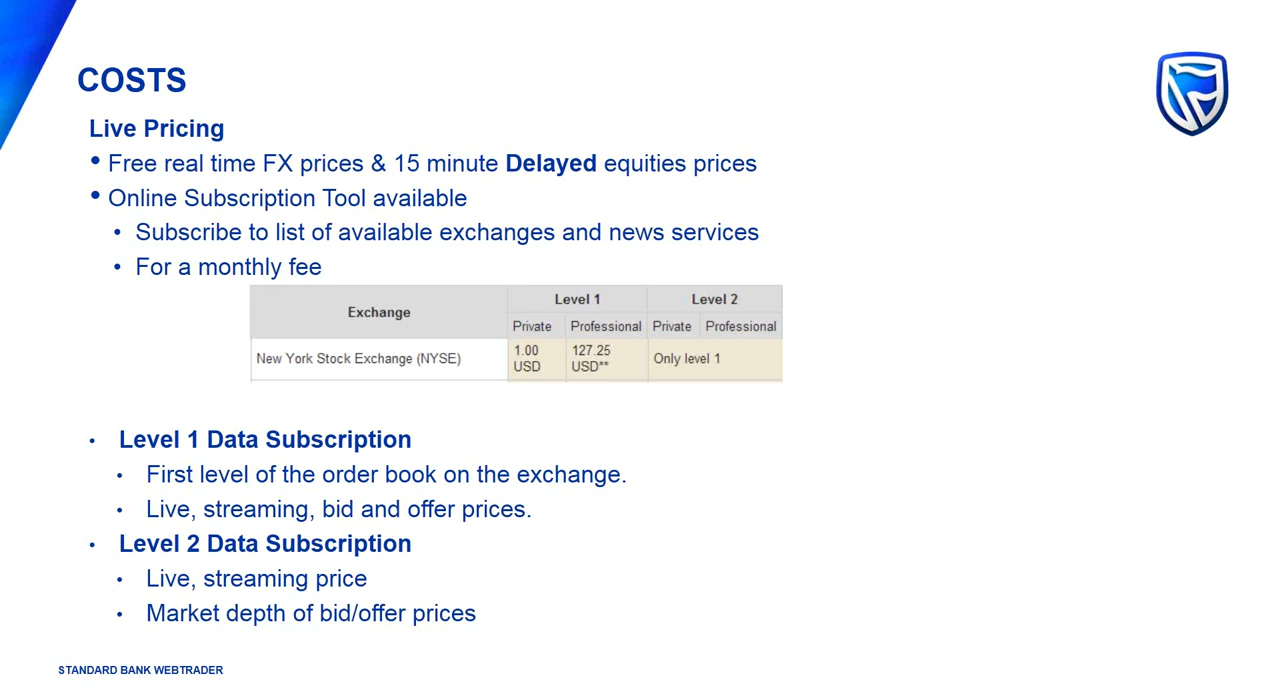 COSTS
Live Pricing
• Free real time FX prices & 15 minute Delayed equities prices
• Online Subscription Tool available
• Subscribe to list of available exchanges and news services
• For a monthly fee
Exchange Level 1 Level 2
Private Professional Private Professional
New York Stock Exchange (NYSE) 1.00 USD 127.25 USD** Only level 1
• Level 1 Data Subscription
• First level of the order book on the exchange.
• Live, streaming, bid and offer prices.
• Level 2 Data Subscription
• Live, streaming price
• Market depth of bid/offer prices
STANDARD BANK WEBTRADER